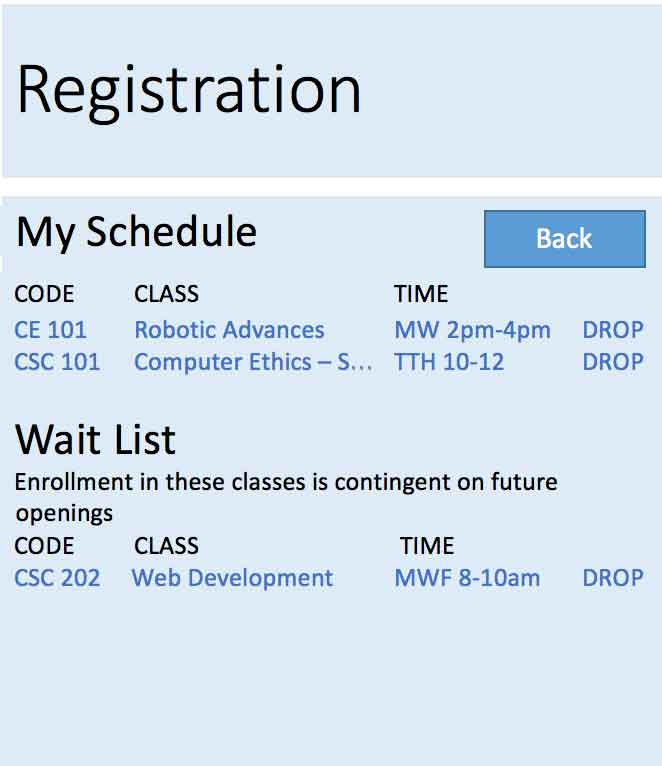 Registration
My Schedule
Back
CODE CLASS TIME
CE 101 Robotic Advances MW 2pm-4pm DROP
CSC 101 Computer Ethics – S... TTH 10-12 DROP
Wait List
Enrollment in these classes is contingent on future
openings
CODE CLASS TIME
CSC 202 Web Development MWF 8-10am DROP